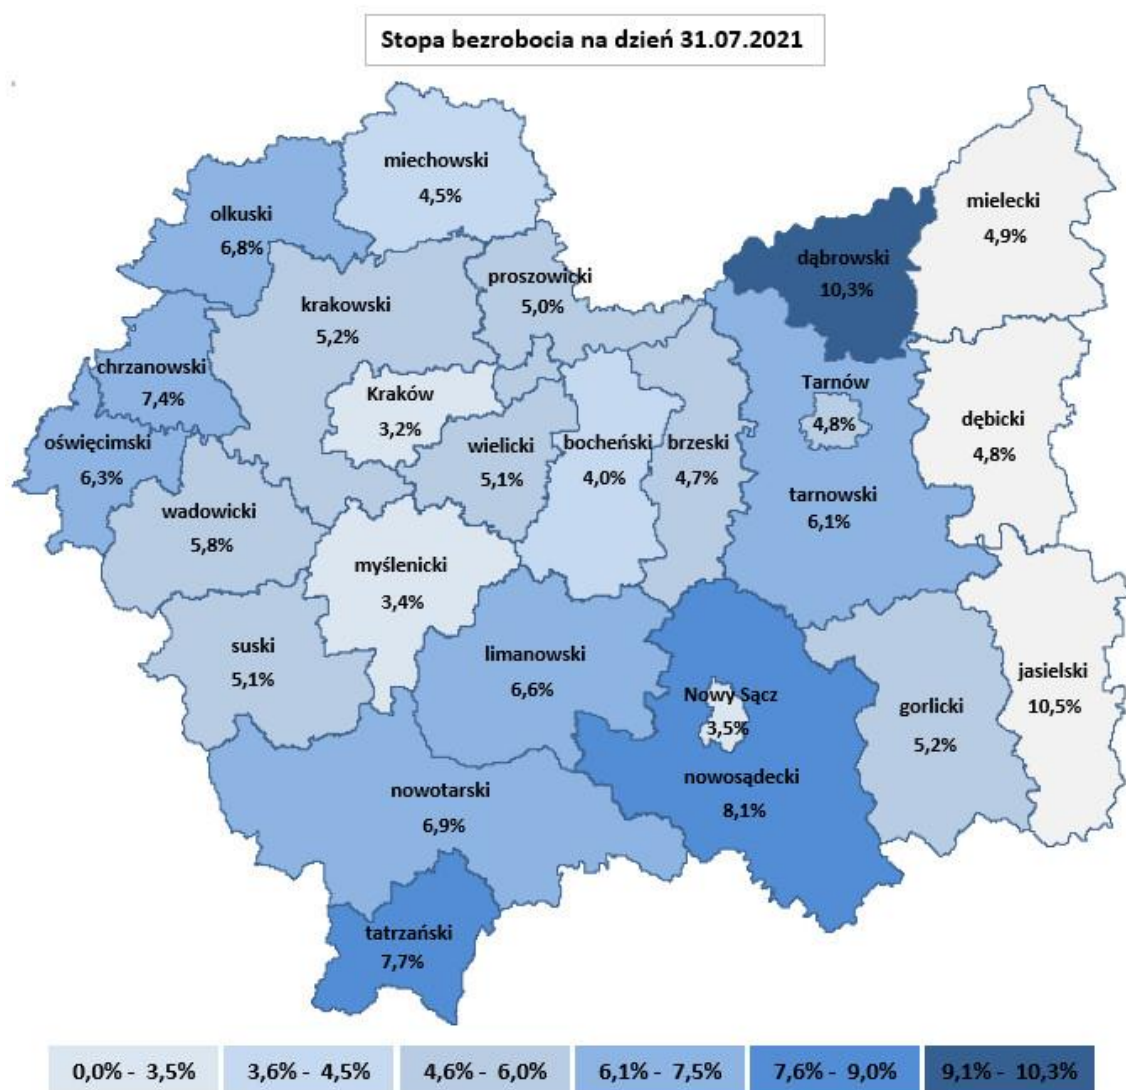 Stopa bezrobocia na dzień 31.07.2021
miechowski
4,5%
olkuski
6,8%
mielecki
4,9%
dąbrowski
10,3%
proszowicki
5,0%
krakowski
5,2%
chrzanowski
7,4%
Kraków
3,2%
Tarnów
4,8%
dębicki
4,8%
oświęcimski
6,3%
wielicki
5,1%
bocheński
4,0%
brzeski
4,7%
tarnowski
6,1%
wadowicki
5,8%
myślenicki
3,4%
suski
5,1%
limanowski
6,6%
jasielski
10,5%
Nowy Sącz
3,5%
gorlicki
5,2%
nowosądecki
8,1%
nowotarski
6,9%
tatrzański
7,7%
0,0% - 3,5% 3,6% - 4,5% 4,6% - 6,0% 6,1% - 7,5% 7,6% - 9,0% 9,1% - 10,3%